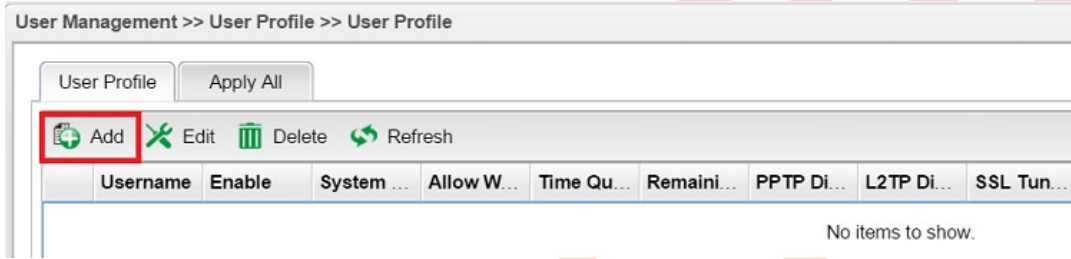 User Management >> User Profile >> User Profile
User Profile Apply All
Add Edit Delete Refresh
Username Enable System ... Allow W... Time Qu... Remaini... PPTP Di... L2TP Di... SSL Tun...
No items to show.